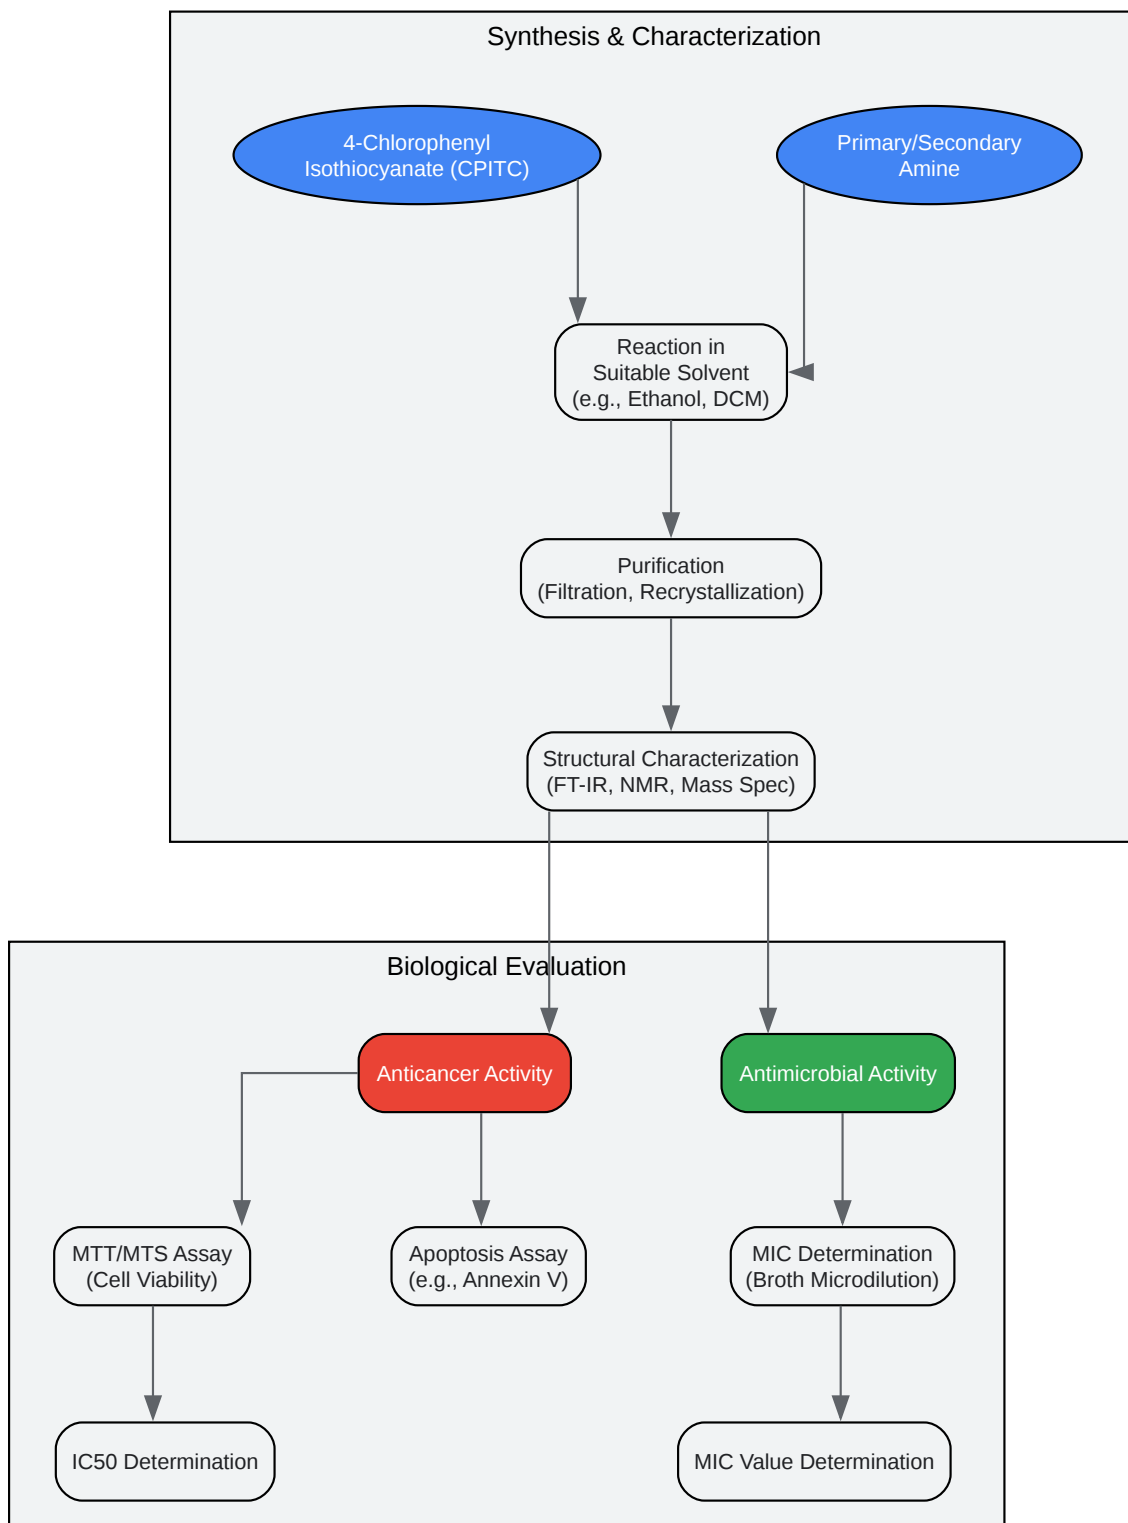 Synthesis & Characterization
4-Chlorophenyl
Isothiocyanate (CPITC)
Primary/Secondary
Amine
Reaction in
Suitable Solvent
(e.g., Ethanol, DCM)
Purification
(Filtration, Recrystallization)
Structural Characterization
(FT-IR, NMR, Mass Spec)
Biological Evaluation
Anticancer Activity
Antimicrobial Activity
MTT/MTS Assay
(Cell Viability)
Apoptosis Assay
(e.g., Annexin V)
MIC Determination
(Broth Microdilution)
IC50 Determination
MIC Value Determination